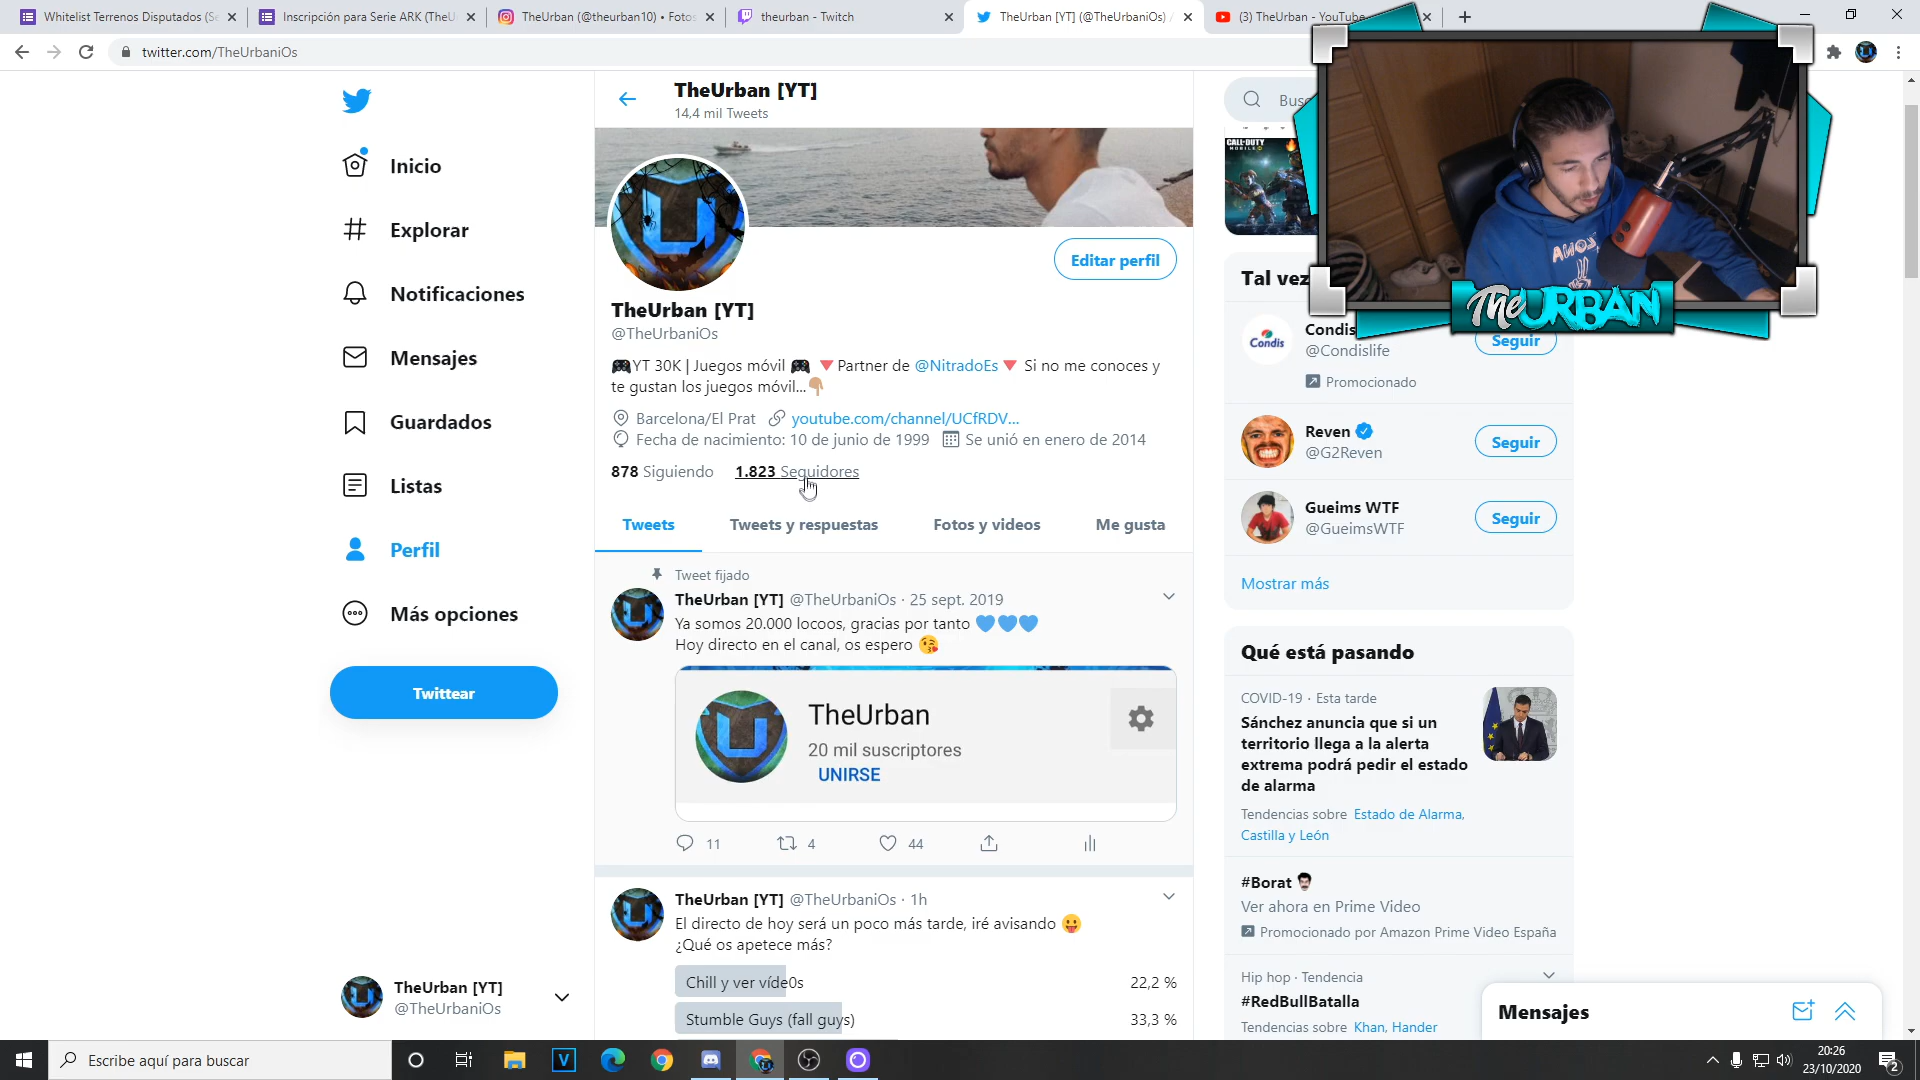 Whitelist Terrenos Disputados (Se
Inscripción para Serie ARK (TheU
TheUrban (@theurban10) • Fotos
theurban - Twitch
TheUrban [YT] (@TheUrbaniOs) /
(3) TheUrban - YouTube
twitter.com/TheUrbaniOs
Inicio
Explorar
Notificaciones
Mensajes
Guardados
Listas
Perfil
Más opciones
Twittear
TheUrban [YT]
@TheUrbaniOs
TheUrban [YT]
14,4 mil Tweets
Editar perfil
TheUrban [YT]
@TheUrbaniOs
🎮YT 30K | Juegos móvil 🎮 🔻Partner de @NitradoEs🔻 Si no me conoces y
te gustan los juegos móvil...👇🏽
Barcelona/El Prat youtube.com/channel/UCfRDV...
Fecha de nacimiento: 10 de junio de 1999 Se unió en enero de 2014
878 Siguiendo 1.823 Seguidores
Tweets Tweets y respuestas Fotos y videos Me gusta
Tweet fijado
TheUrban [YT] @TheUrbaniOs · 25 sept. 2019
Ya somos 20.000 locoos, gracias por tanto 💙💙💙
Hoy directo en el canal, os espero 😘
TheUrban
20 mil suscriptores
UNIRSE
11 4 44
TheUrban [YT] @TheUrbaniOs · 1h
El directo de hoy será un poco más tarde, iré avisando 😛
¿Qué os apetece más?
Chill y ver víde0s 22,2 %
Stumble Guys (fall guys) 33,3 %
Busc
CALL·DUTY
MOBILE
TheURBAN
Tal vez
Condis
Condis
@Condislife
Promocionado
Seguir
Reven
@G2Reven
Seguir
Gueims WTF
@GueimsWTF
Seguir
Mostrar más
Qué está pasando
COVID-19 · Esta tarde
Sánchez anuncia que si un
territorio llega a la alerta
extrema podrá pedir el estado
de alarma
Tendencias sobre Estado de Alarma,
Castilla y León
#Borat
Ver ahora en Prime Video
Promocionado por Amazon Prime Video España
Hip hop · Tendencia
#RedBullBatalla
Tendencias sobre Khan, Hander
Mensajes
Escribe aquí para buscar
20:26
23/10/2020
2